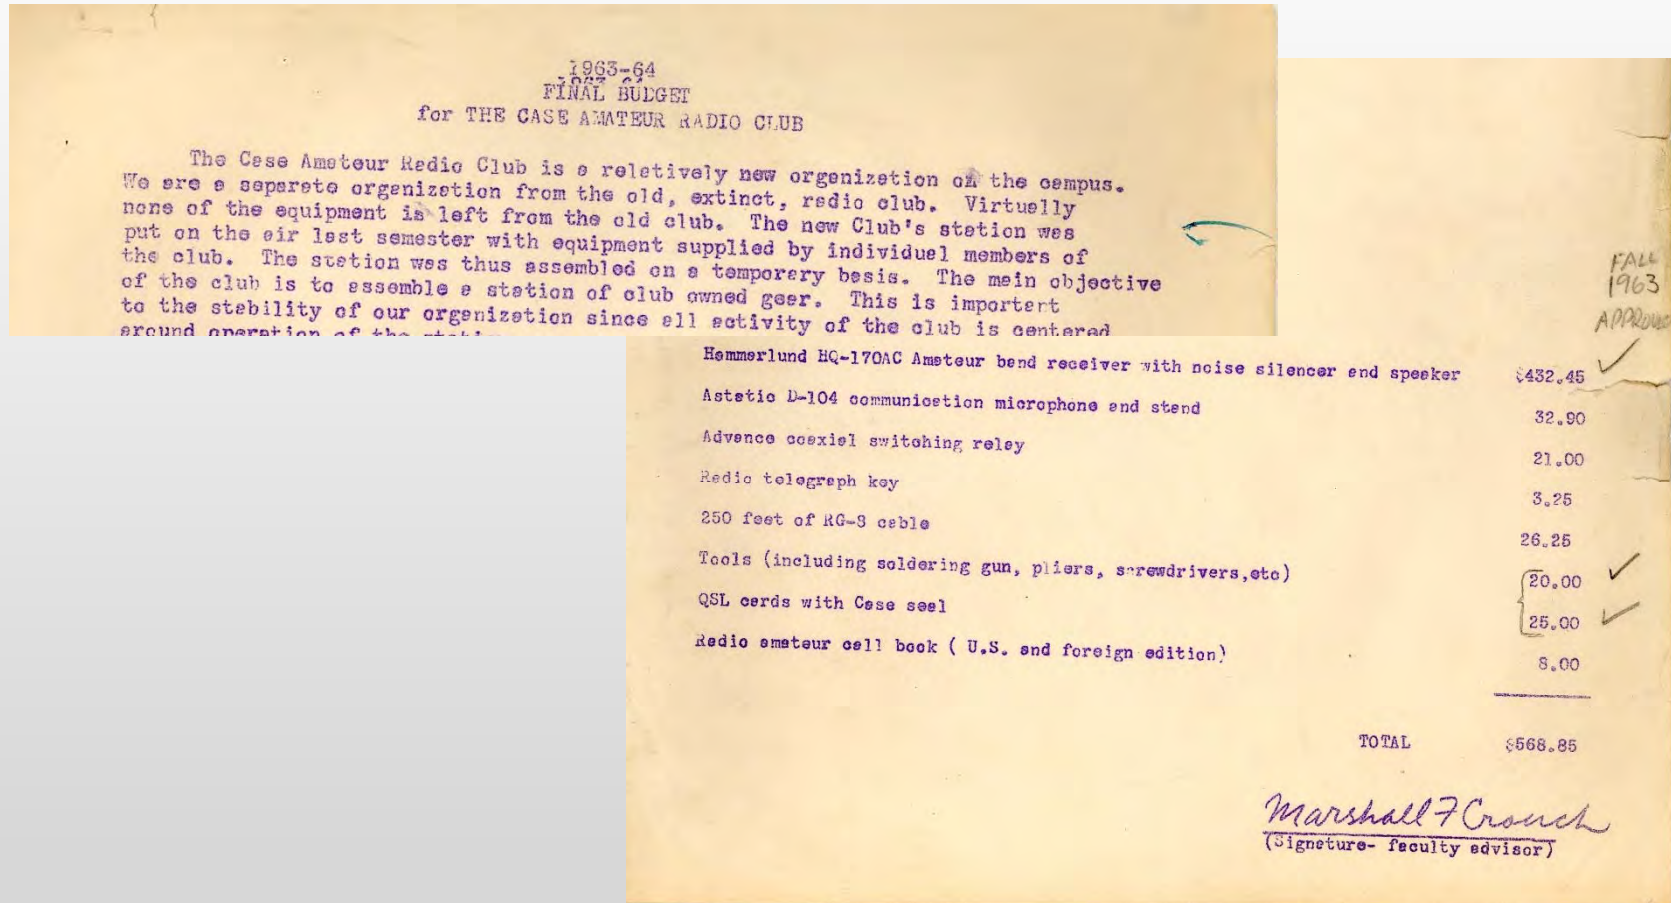 1963-64
FINAL BUDGET
for THE CASE AMATEUR RADIO CLUB
The Case Amateur Radio Club is a relatively new organization on the campus.
We are a separate organization from the old, extinct, radio club. Virtually
none of the equipment is left from the old club. The new Club's station was
put on the air last semester with equipment supplied by individual members of
the club. The station was thus assembled on a temporary basis. The main objective
of the club is to assemble a station of club owned gear. This is important
to the stability of our organization since all activity of the club is centered
around operation of the
FALL
1963
Hammerlund HQ-170AC Amateur band receiver with noise silencer and speaker $432.45
Astatic D-104 communication microphone and stand 32.90
Advance coaxial switching relay 21.00
Radio telegraph key 3.25
250 feet of RG-8 cable 26.25
Tools (including soldering gun, pliers, screwdrivers,etc) 20.00
QSL cards with Case seal 25.00
Radio amateur call book ( U.S. and foreign edition) 8.00
TOTAL $568.85
Marshall F Crouch
(Signature- faculty advisor)